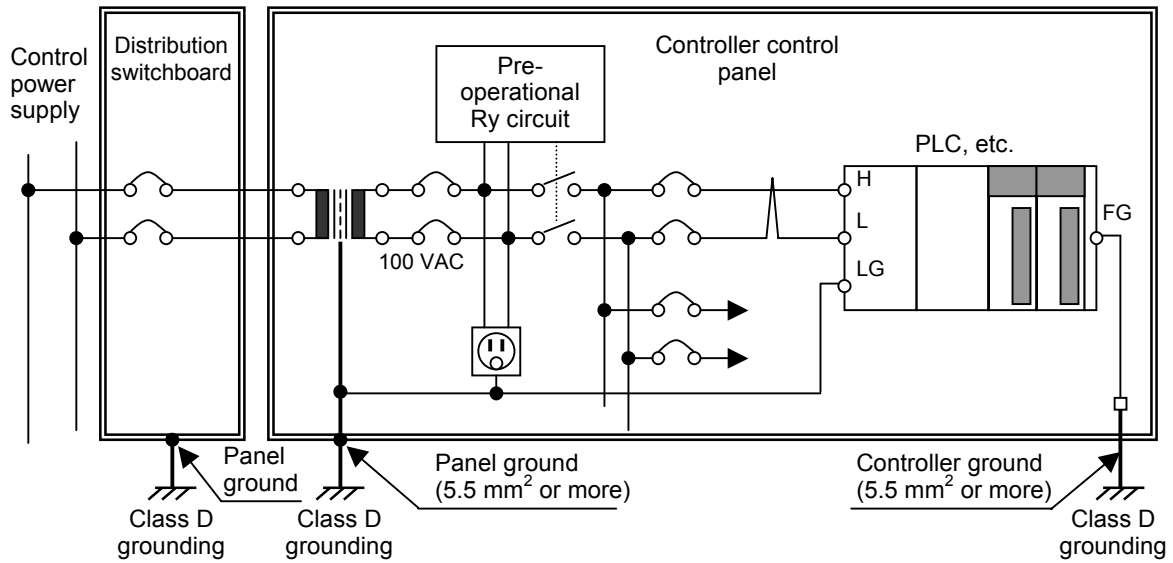 Control
power
supply
Distribution
switchboard
Pre-
operational
Ry circuit
Controller control
panel
PLC, etc.
H
L
LG
FG
100 VAC
Panel
ground
Panel ground
(5.5 mm² or more)
Controller ground
(5.5 mm² or more)
Class D
grounding
Class D
grounding
Class D
grounding